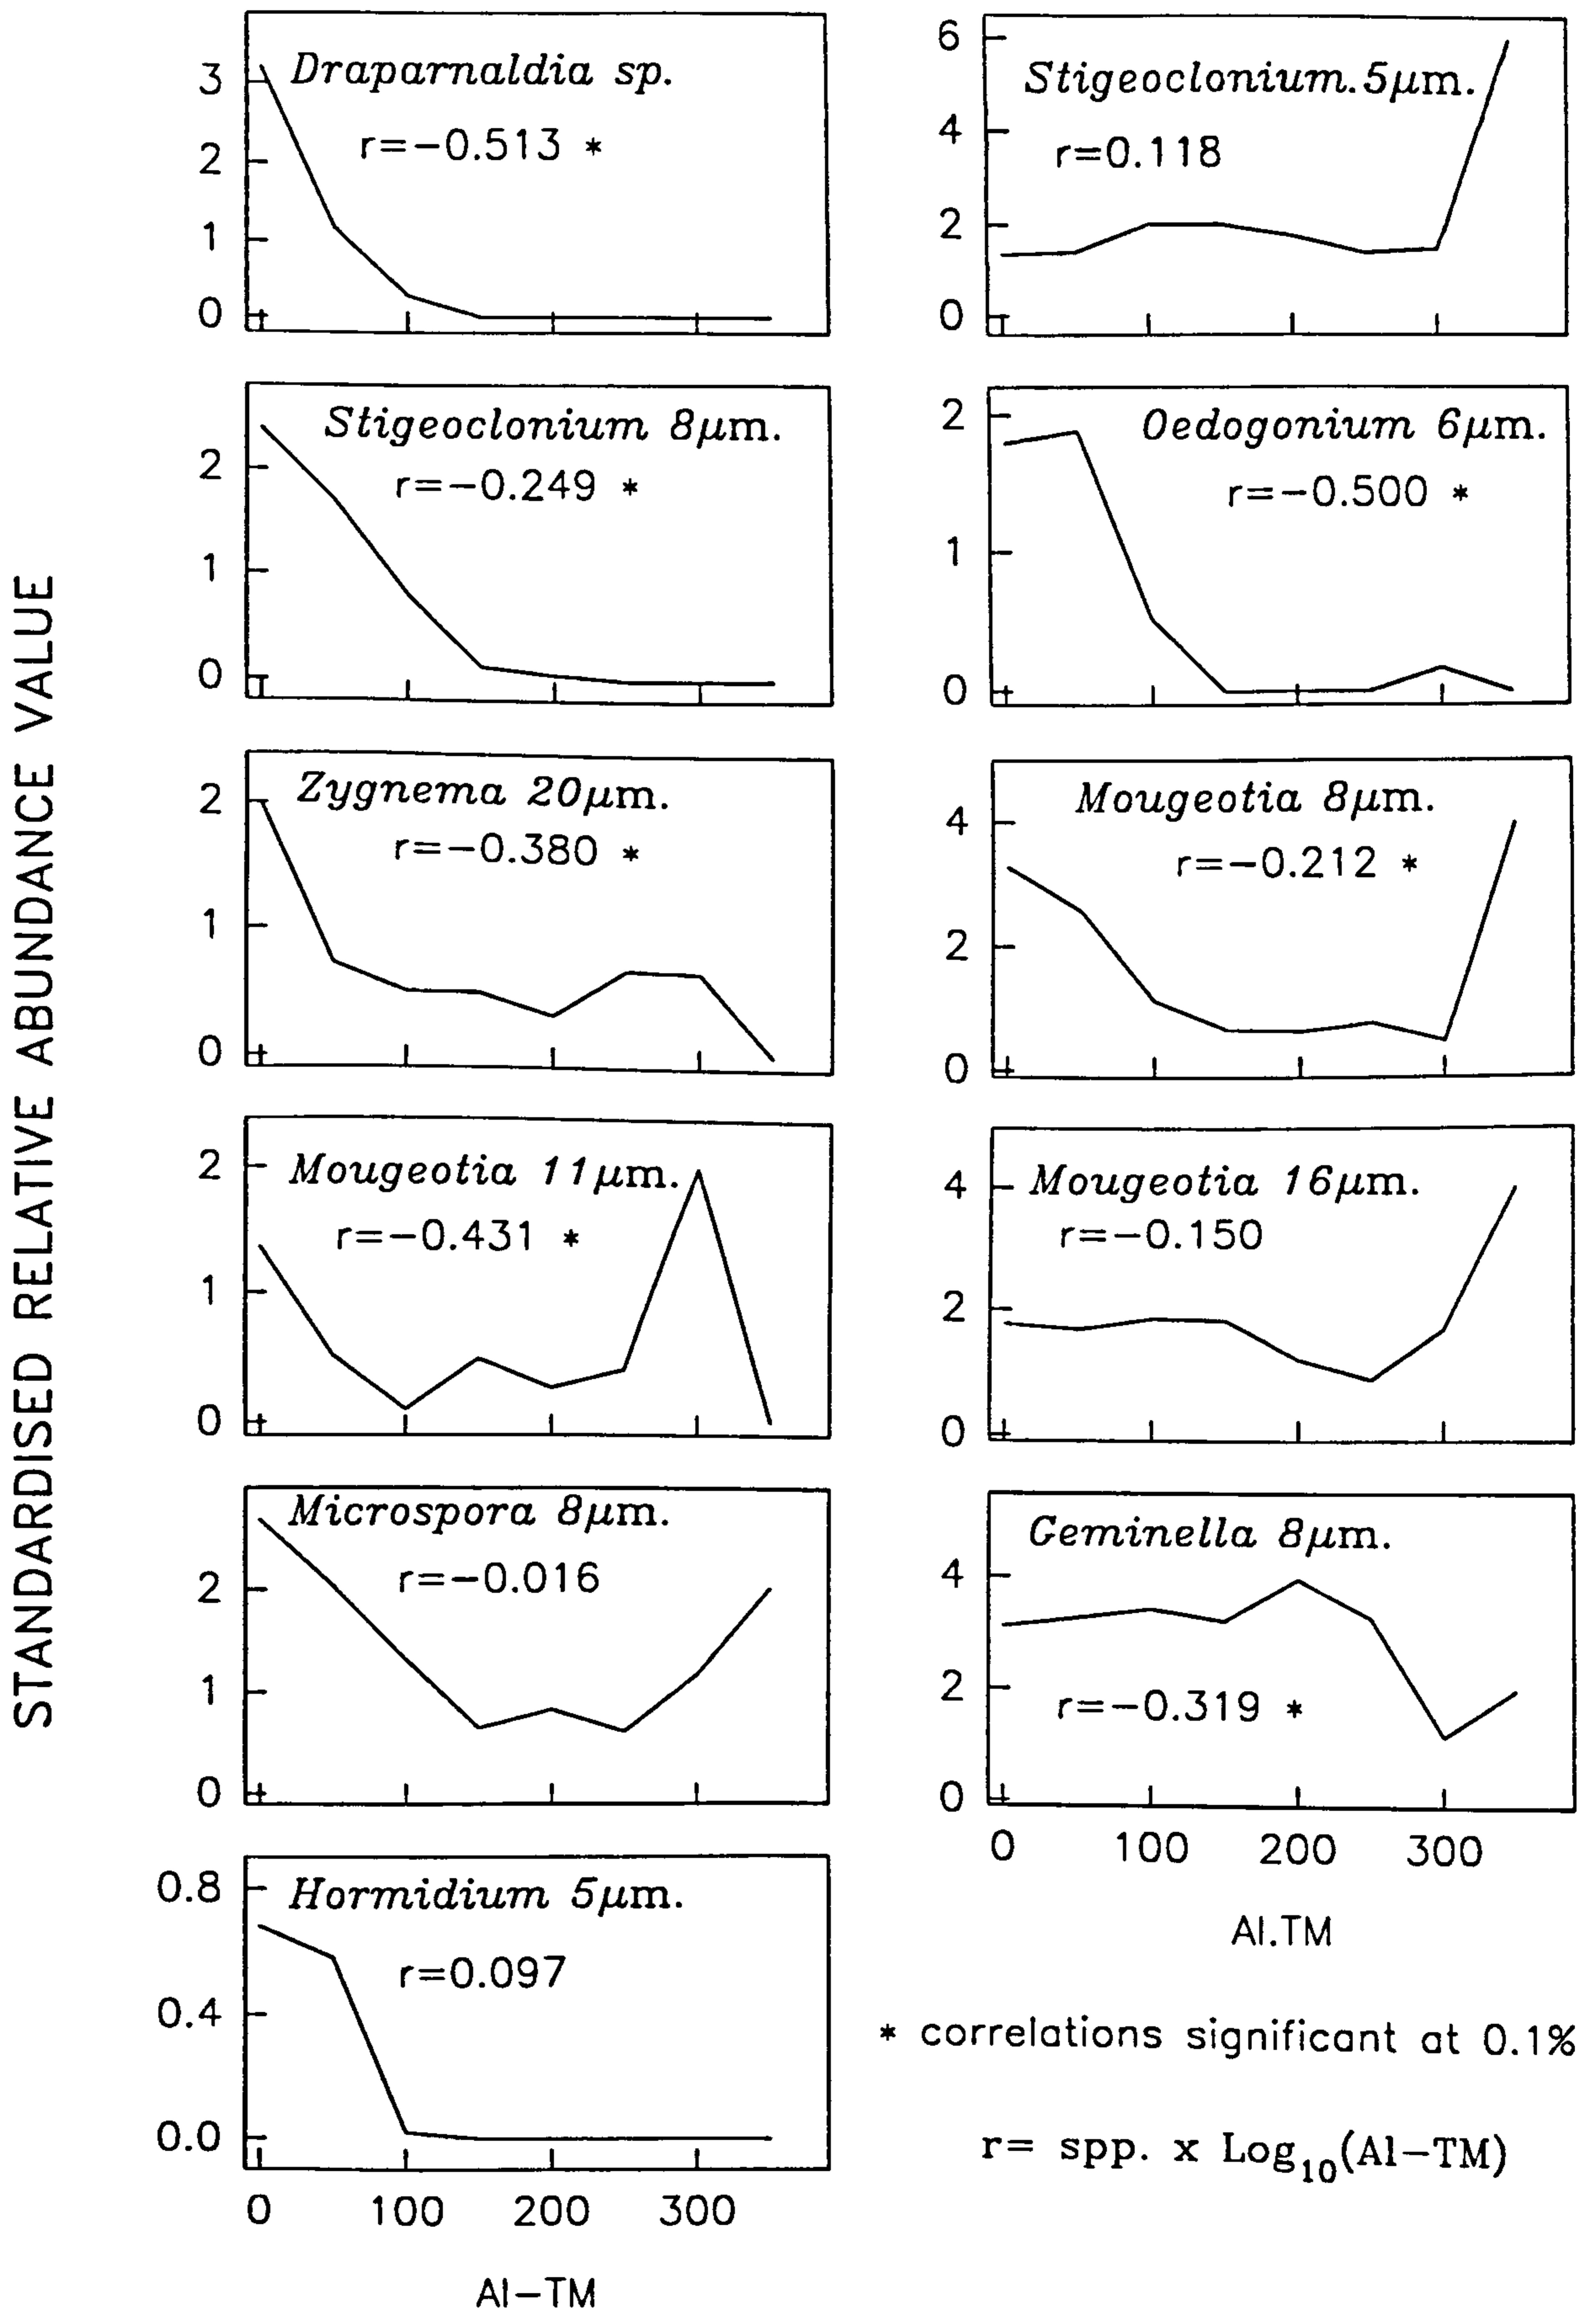 STANDARDISED RELATIVE ABUNDANCE VALUE
Draparnaldia sp.
r=-0.513 *
3
2
1
0
Stigeoclonium.5μm.
r=0.118
6
4
2
0
Stigeoclonium 8μm.
r=-0.249 *
2
1
0
Oedogonium 6μm.
r=-0.500 *
2
1
0
Zygnema 20μm.
r=-0.380 *
2
1
0
Mougeotia 8μm.
r=-0.212 *
4
2
0
Mougeotia 11μm.
r=-0.431 *
2
1
0
Mougeotia 16μm.
r=-0.150
4
2
0
Microspora 8μm.
r=-0.016
2
1
0
Geminella 8μm.
r=-0.319 *
4
2
0
0 100 200 300
Al.TM
Hormidium 5μm.
r=0.097
0.8
0.4
0.0
0 100 200 300
Al-TM
* correlations significant at 0.1%
r= spp. x Log10(Al-TM)